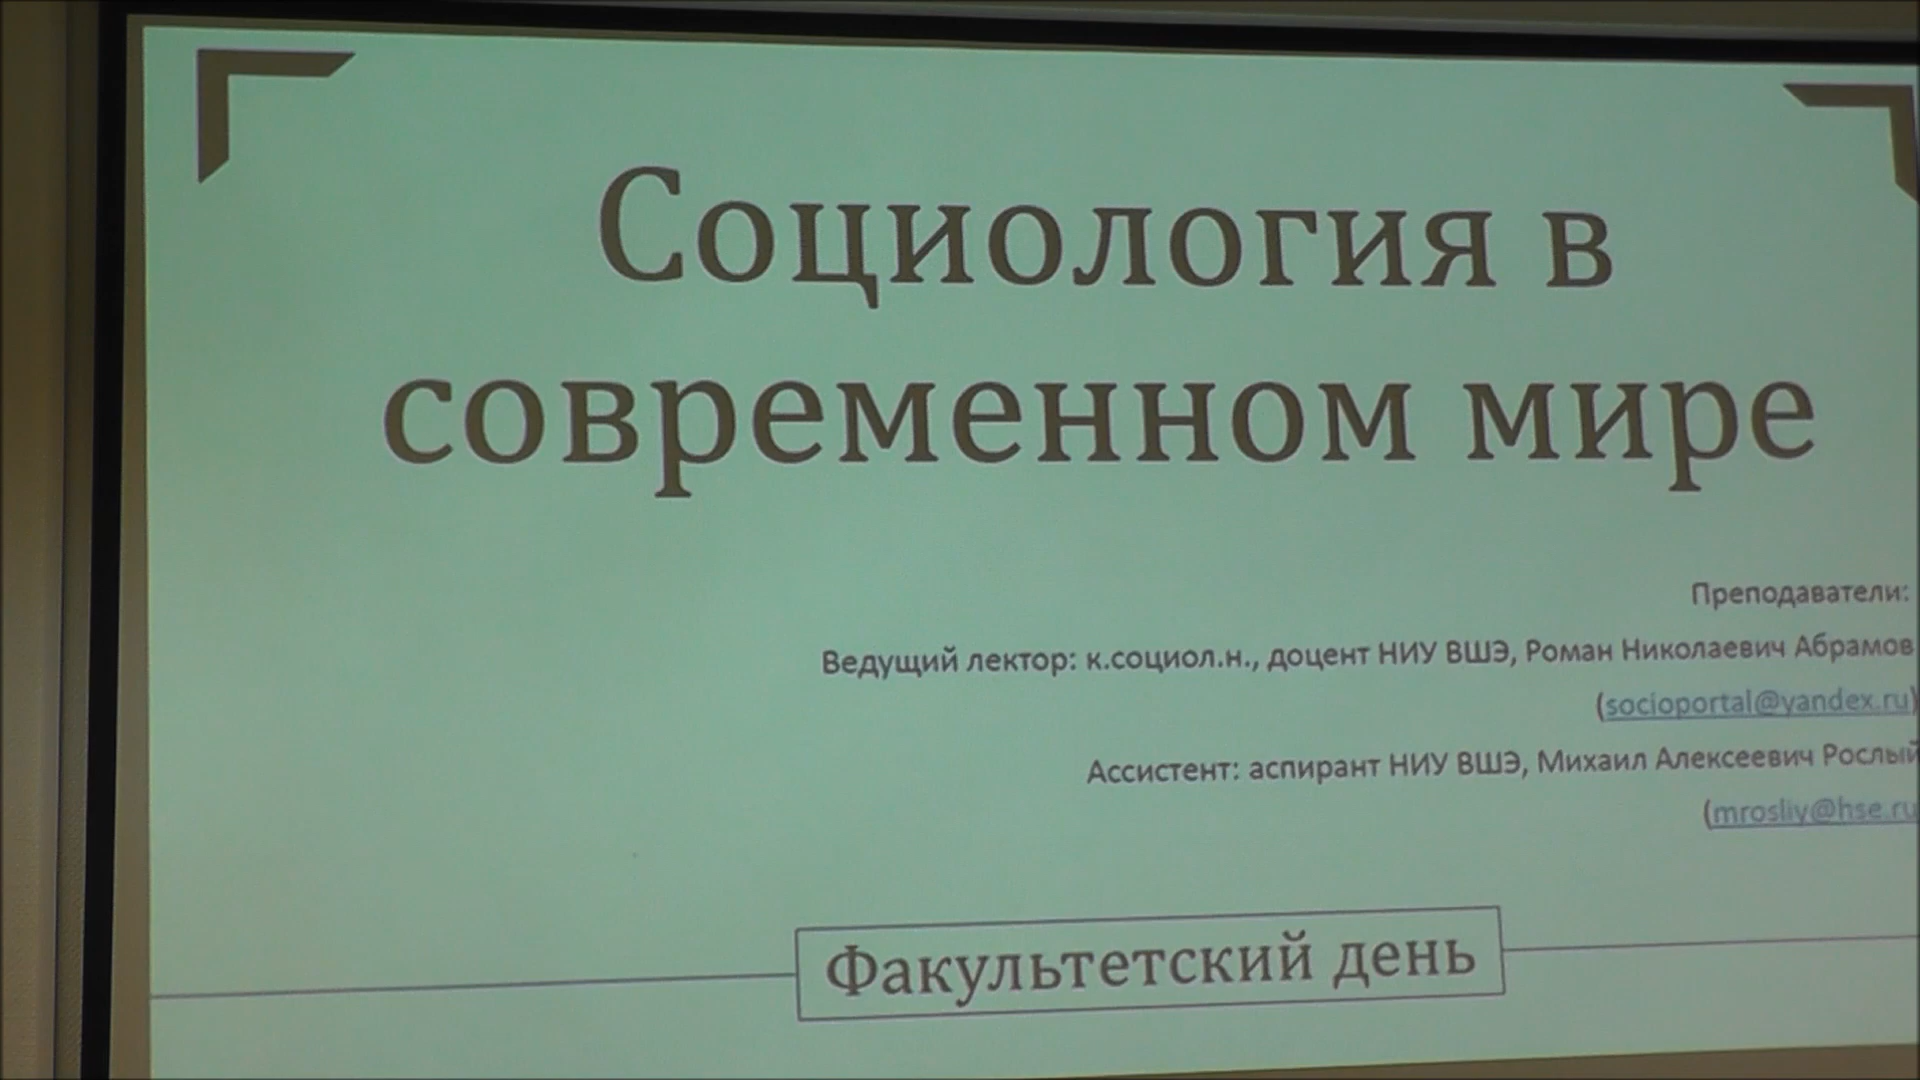 Социология в
современном мире
Преподаватели:
Ведущий лектор: к.социол.н., доцент НИУ ВШЭ, Роман Николаевич Абрамов
(socioportal@yandex.ru)
Ассистент: аспирант НИУ ВШЭ, Михаил Алексеевич Рослый
(mrosliy@hse.ru
Факультетский день